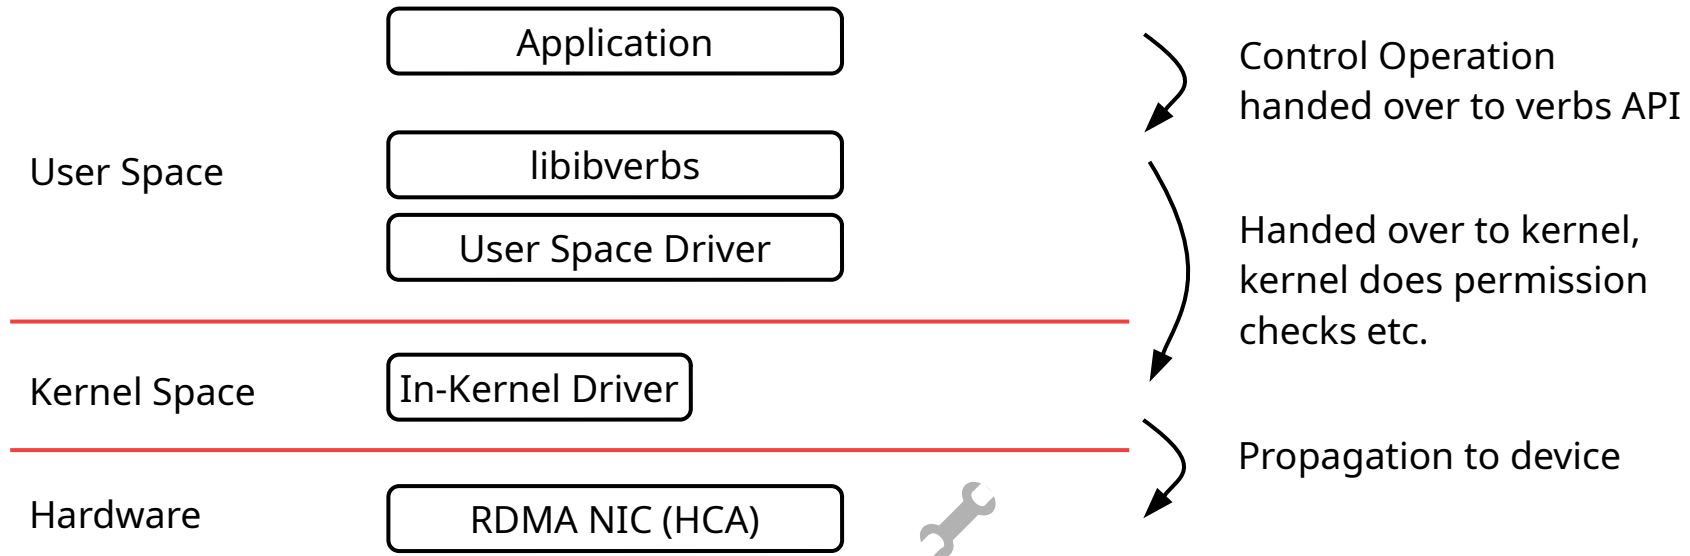 Application
Control Operation
handed over to verbs API
User Space
libibverbs
User Space Driver
Handed over to kernel,
kernel does permission
checks etc.
Kernel Space
In-Kernel Driver
Propagation to device
Hardware
RDMA NIC (HCA)